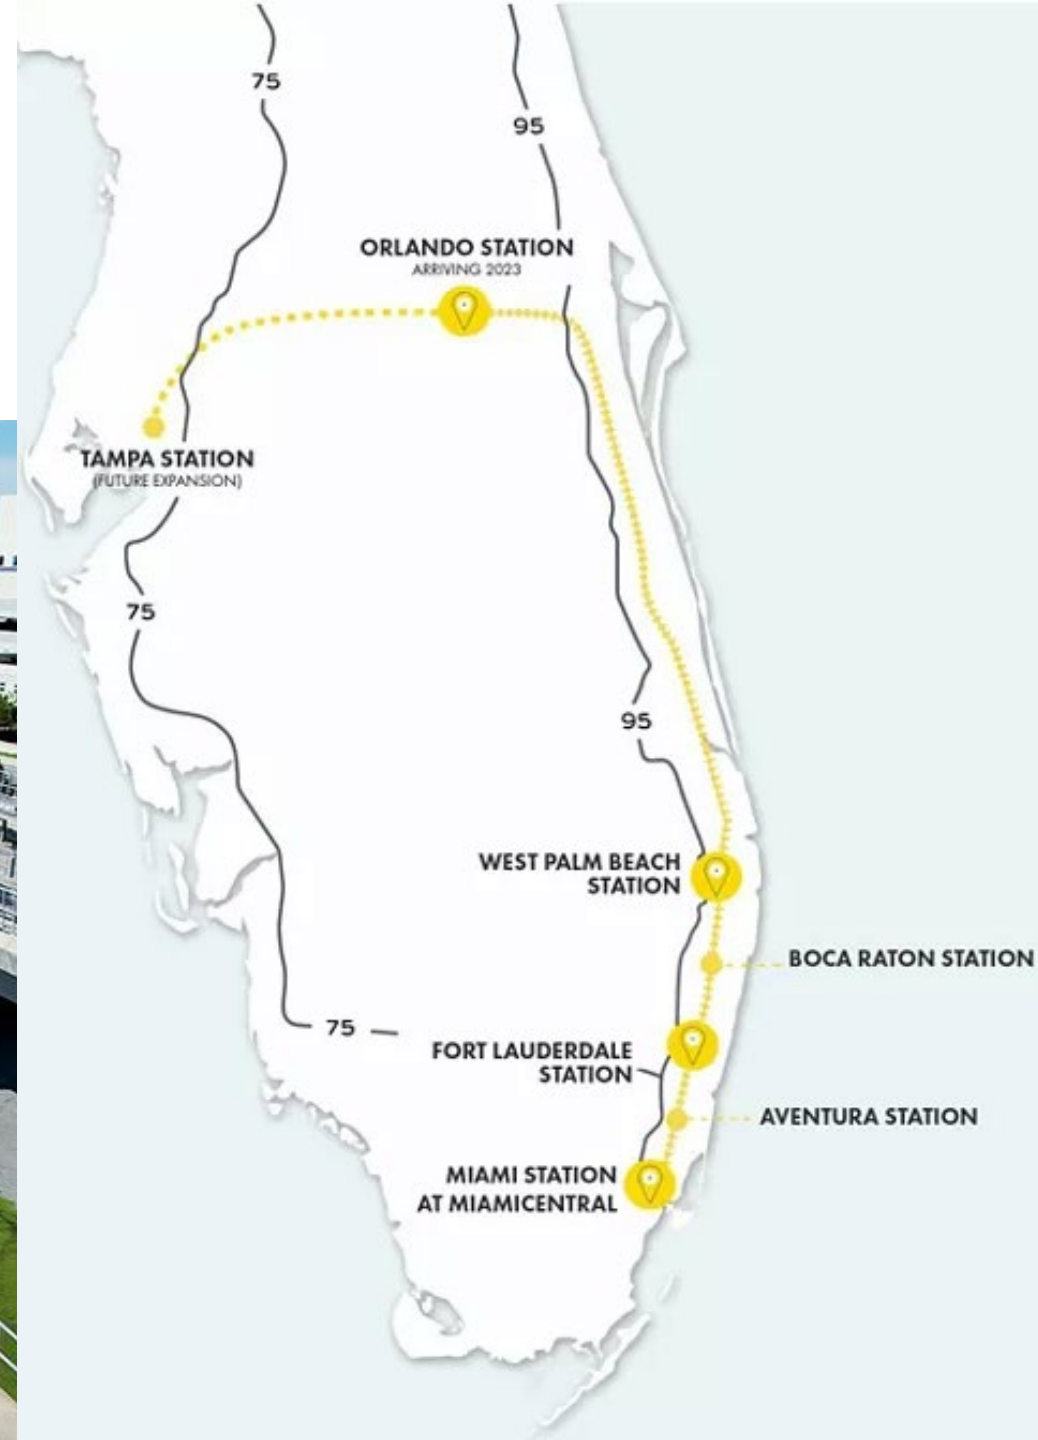 75
95
ORLANDO STATION
ARRIVING 2023
TAMPA STATION
(FUTURE EXPANSION)
75
95
WEST PALM BEACH
STATION
BOCA RATON STATION
75
FORT LAUDERDALE
STATION
AVENTURA STATION
MIAMI STATION
AT MIAMICENTRAL